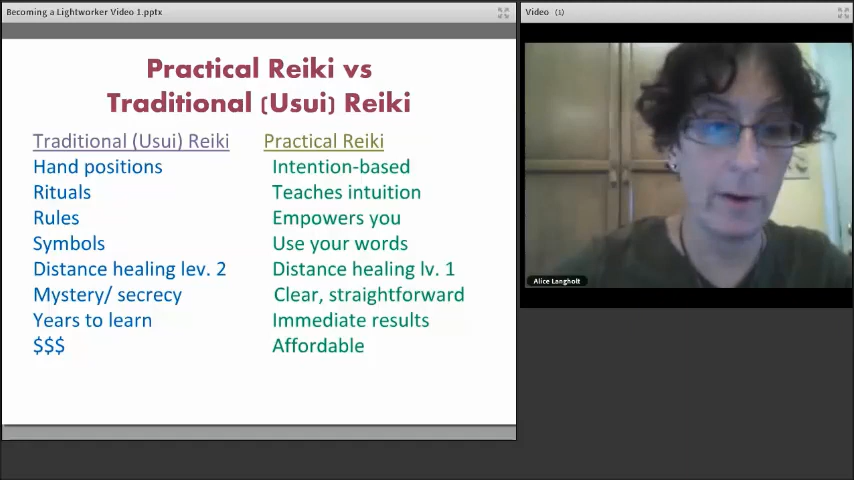 Becoming a Lightworker Video 1.pptx
Practical Reiki vs
Traditional (Usui) Reiki
Traditional (Usui) Reiki
Hand positions
Rituals
Rules
Symbols
Distance healing lev. 2
Mystery/ secrecy
Years to learn
$$$
Practical Reiki
Intention-based
Teaches intuition
Empowers you
Use your words
Distance healing lv. 1
Clear, straightforward
Immediate results
Affordable
Video (1)
Alice Langholt